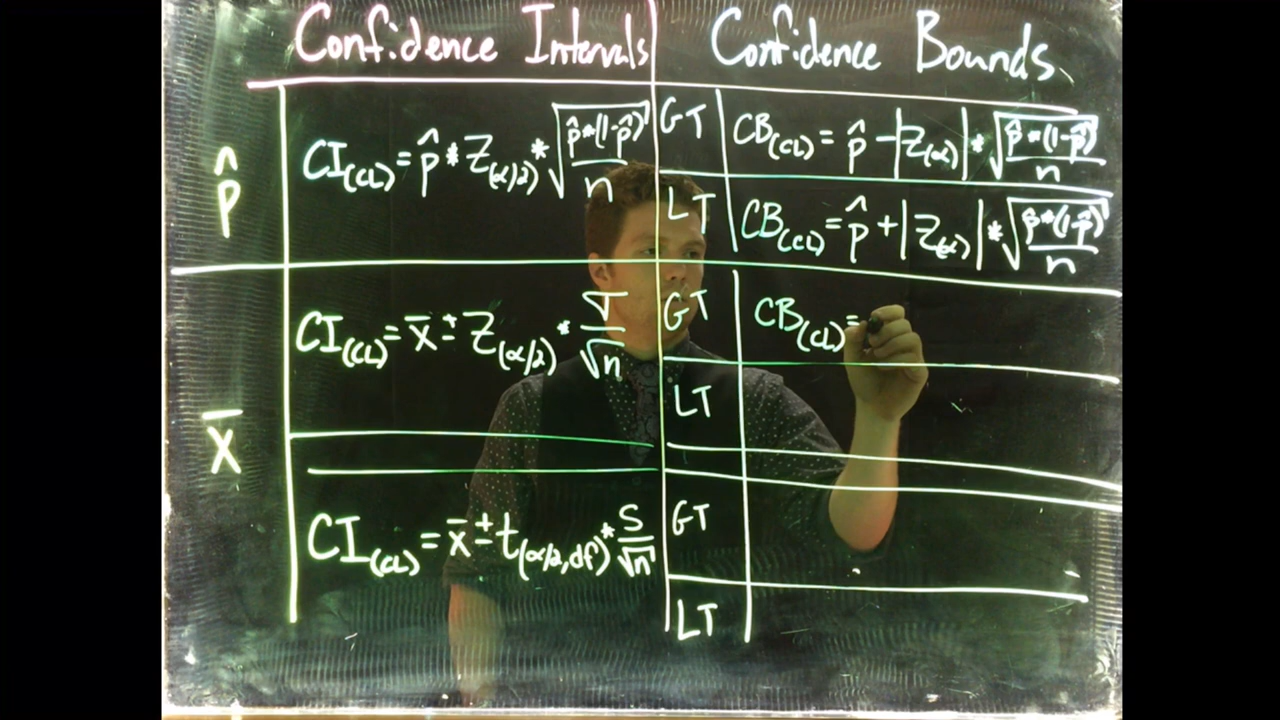 Confidence Intervals
Confidence Bounds
p̂
CI(CL) = p̂ * Z(α/2) * √(p̂*(1-p̂)/n)
GT
CB(CL) = p̂ - |Z(α)| * √(p̂*(1-p̂)/n)
LT
CB(CL) = p̂ + |Z(α)| * √(p̂*(1-p̂)/n)
x̄
CI(CL) = x̄ ± Z(α/2) * σ/√n
GT
CB(CL) =
LT
CI(CL) = x̄ ± t(α/2, df) * S/√n
GT
LT